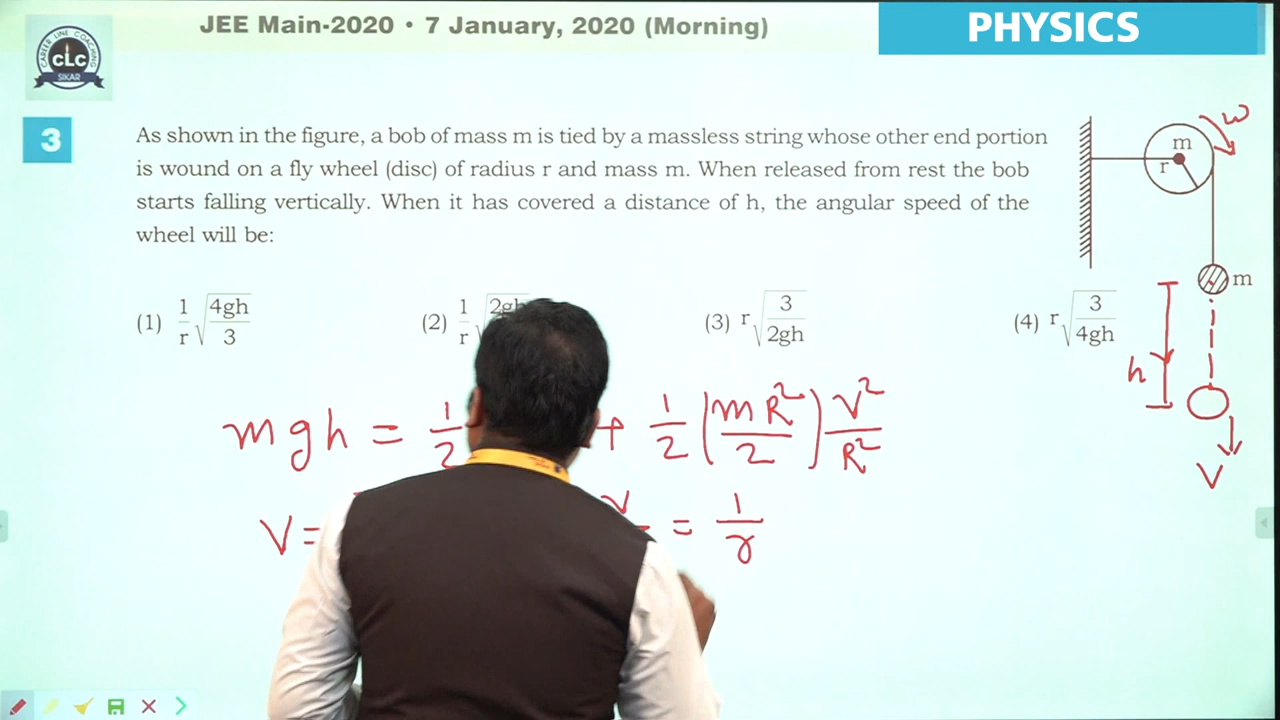 JEE Main-2020 • 7 January, 2020 (Morning)
PHYSICS
CAREER LINE COACHING
CLC
SIKAR
3
As shown in the figure, a bob of mass m is tied by a massless string whose other end portion
is wound on a fly wheel (disc) of radius r and mass m. When released from rest the bob
starts falling vertically. When it has covered a distance of h, the angular speed of the
wheel will be:
(1) 1/r √(4gh/3)
(2) 1/r √2gh
(3) r √(3/2gh)
(4) r √(3/4gh)
ω
m
r
m
h
V
mgh = 1/2 + 1/2 (mR²/2) V²/R²
V = V = 1/r